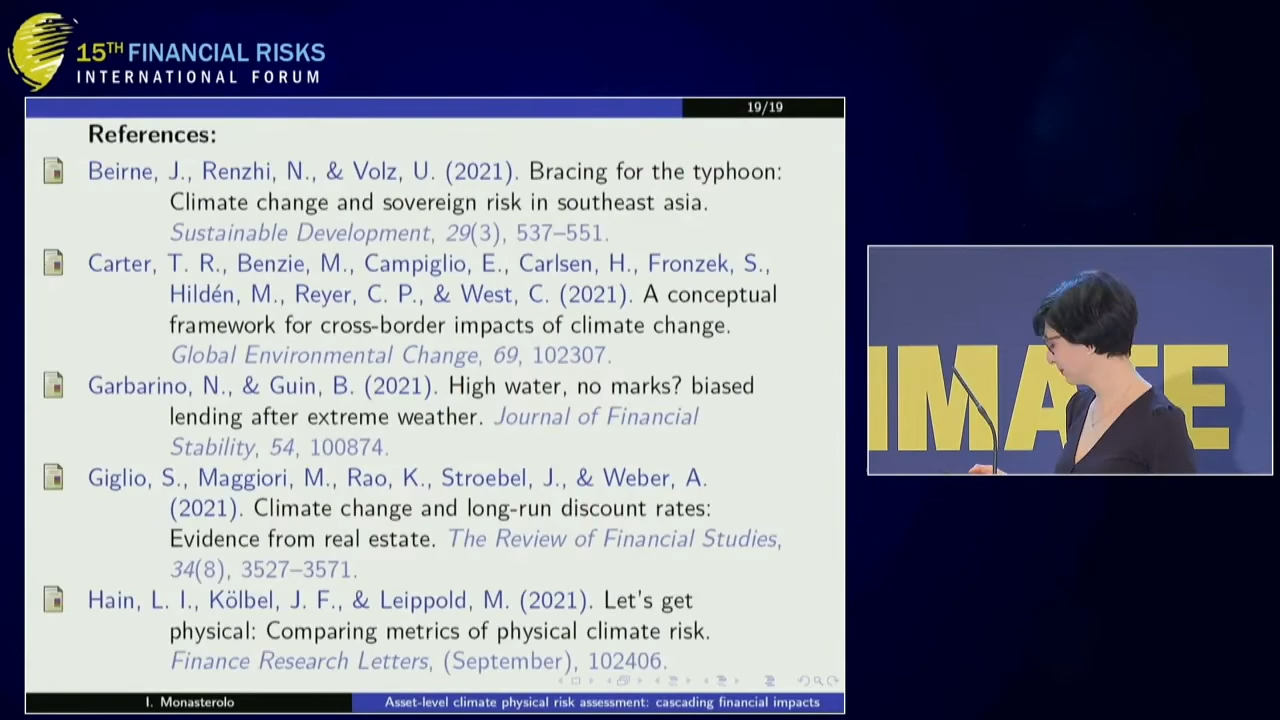 15TH FINANCIAL RISKS
INTERNATIONAL FORUM
19/19
References:
Beirne, J., Renzhi, N., & Volz, U. (2021). Bracing for the typhoon:
Climate change and sovereign risk in southeast asia.
Sustainable Development, 29(3), 537–551.
Carter, T. R., Benzie, M., Campiglio, E., Carlsen, H., Fronzek, S.,
Hildén, M., Reyer, C. P., & West, C. (2021). A conceptual
framework for cross-border impacts of climate change.
Global Environmental Change, 69, 102307.
Garbarino, N., & Guin, B. (2021). High water, no marks? biased
lending after extreme weather. Journal of Financial
Stability, 54, 100874.
Giglio, S., Maggiori, M., Rao, K., Stroebel, J., & Weber, A.
(2021). Climate change and long-run discount rates:
Evidence from real estate. The Review of Financial Studies,
34(8), 3527–3571.
Hain, L. I., Kölbel, J. F., & Leippold, M. (2021). Let's get
physical: Comparing metrics of physical climate risk.
Finance Research Letters, (September), 102406.
I. Monasterolo
Asset-level climate physical risk assessment: cascading financial impacts